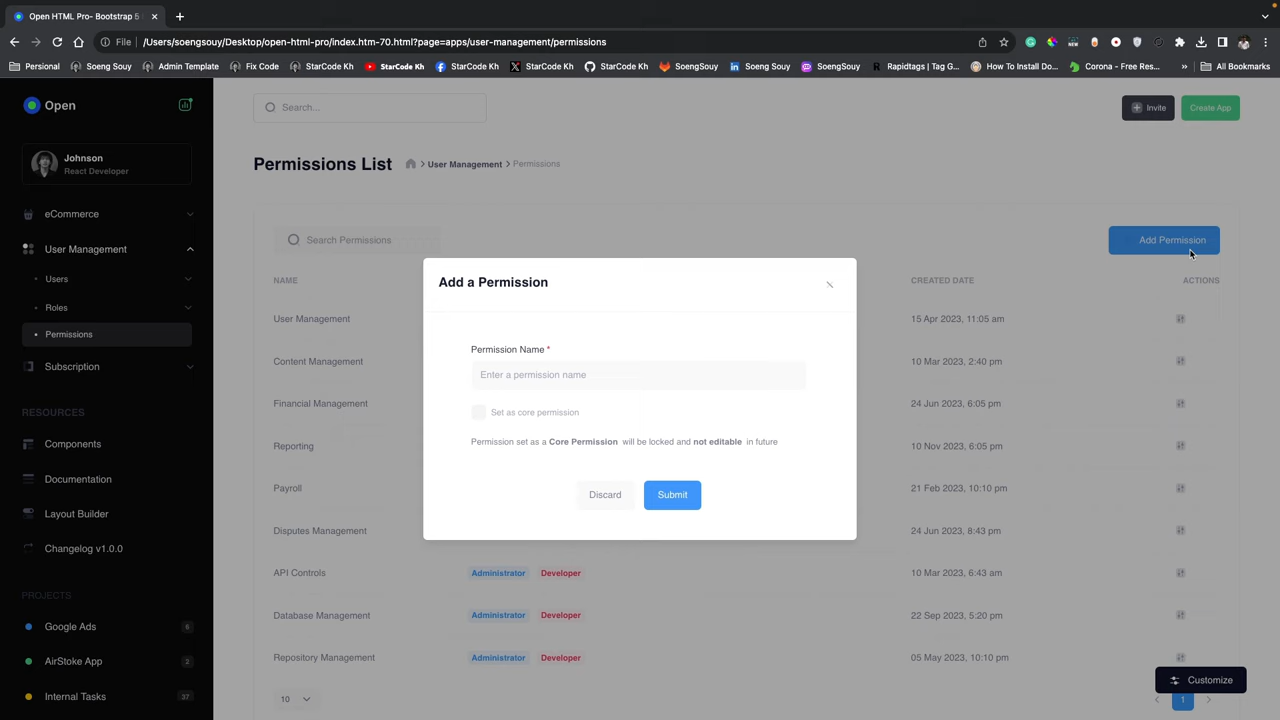 Open HTML Pro- Bootstrap 5
File /Users/soengsouy/Desktop/open-html-pro/index.htm-70.html?page=apps/user-management/permissions
Personal Soeng Souy Admin Template Fix Code StarCode Kh StarCode Kh StarCode Kh StarCode Kh StarCode Kh SoengSouy Soeng Souy SoengSouy Rapidtags | Tag G... How To Install Do... Corona – Free Res... » All Bookmarks
Open
Search...
Invite
Create App
Johnson
React Developer
Permissions List
User Management
Permissions
eCommerce
User Management
Users
Roles
Permissions
Subscription
RESOURCES
Components
Documentation
Layout Builder
Changelog v1.0.0
PROJECTS
Google Ads 6
AirStoke App 2
Internal Tasks 37
Search Permissions
Add Permission
NAME CREATED DATE ACTIONS
User Management 15 Apr 2023, 11:05 am
Content Management 10 Mar 2023, 2:40 pm
Financial Management 24 Jun 2023, 6:05 pm
Reporting 10 Nov 2023, 6:05 pm
Payroll 21 Feb 2023, 10:10 pm
Disputes Management 24 Jun 2023, 8:43 pm
API Controls Administrator Developer 10 Mar 2023, 6:43 am
Database Management Administrator Developer 22 Sep 2023, 5:20 pm
Repository Management Administrator Developer 05 May 2023, 10:10 pm
10
1
Customize
Add a Permission
Permission Name *
Enter a permission name
Set as core permission
Permission set as a Core Permission will be locked and not editable in future
Discard
Submit